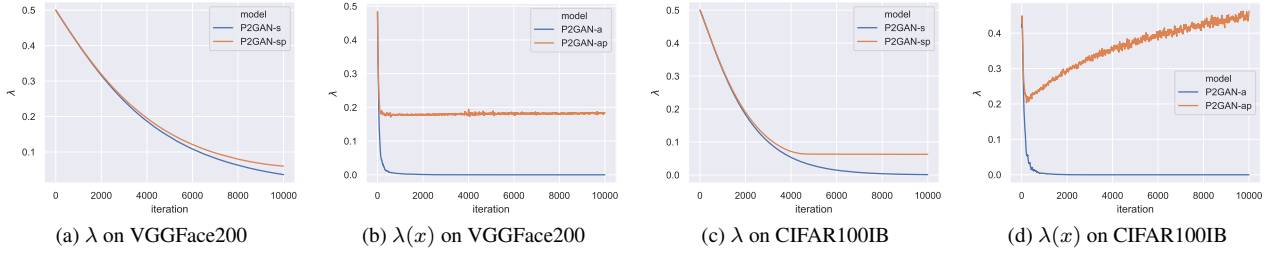 0.5
0.4
0.3
0.2
0.1
λ
0 2000 4000 6000 8000 10000
iteration
model
P2GAN-s
P2GAN-sp
(a) λ on VGGFace200
0.5
0.4
0.3
0.2
0.1
0.0
λ
0 2000 4000 6000 8000 10000
iteration
model
P2GAN-a
P2GAN-ap
(b) λ(x) on VGGFace200
0.5
0.4
0.3
0.2
0.1
0.0
λ
0 2000 4000 6000 8000 10000
iteration
model
P2GAN-s
P2GAN-sp
(c) λ on CIFAR100IB
0.4
0.3
0.2
0.1
0.0
λ
0 2000 4000 6000 8000 10000
iteration
model
P2GAN-a
P2GAN-ap
(d) λ(x) on CIFAR100IB